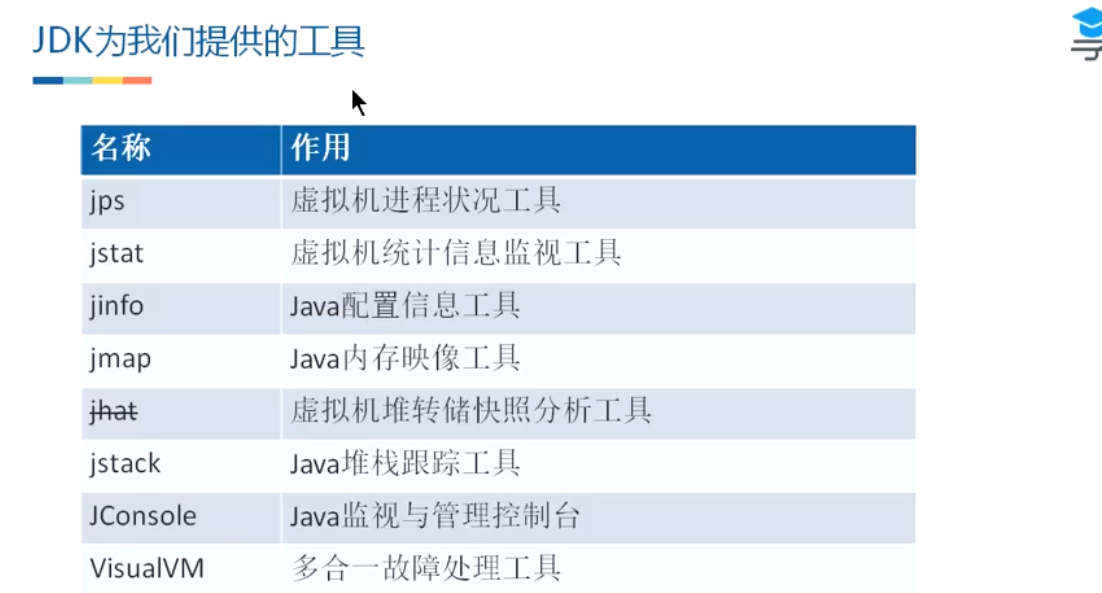 JDK为我们提供的工具
名称 作用
jps 虚拟机进程状况工具
jstat 虚拟机统计信息监视工具
jinfo Java配置信息工具
jmap Java内存映像工具
jhat 虚拟机堆转储快照分析工具
jstack Java堆栈跟踪工具
JConsole Java监视与管理控制台
VisualVM 多合一故障处理工具